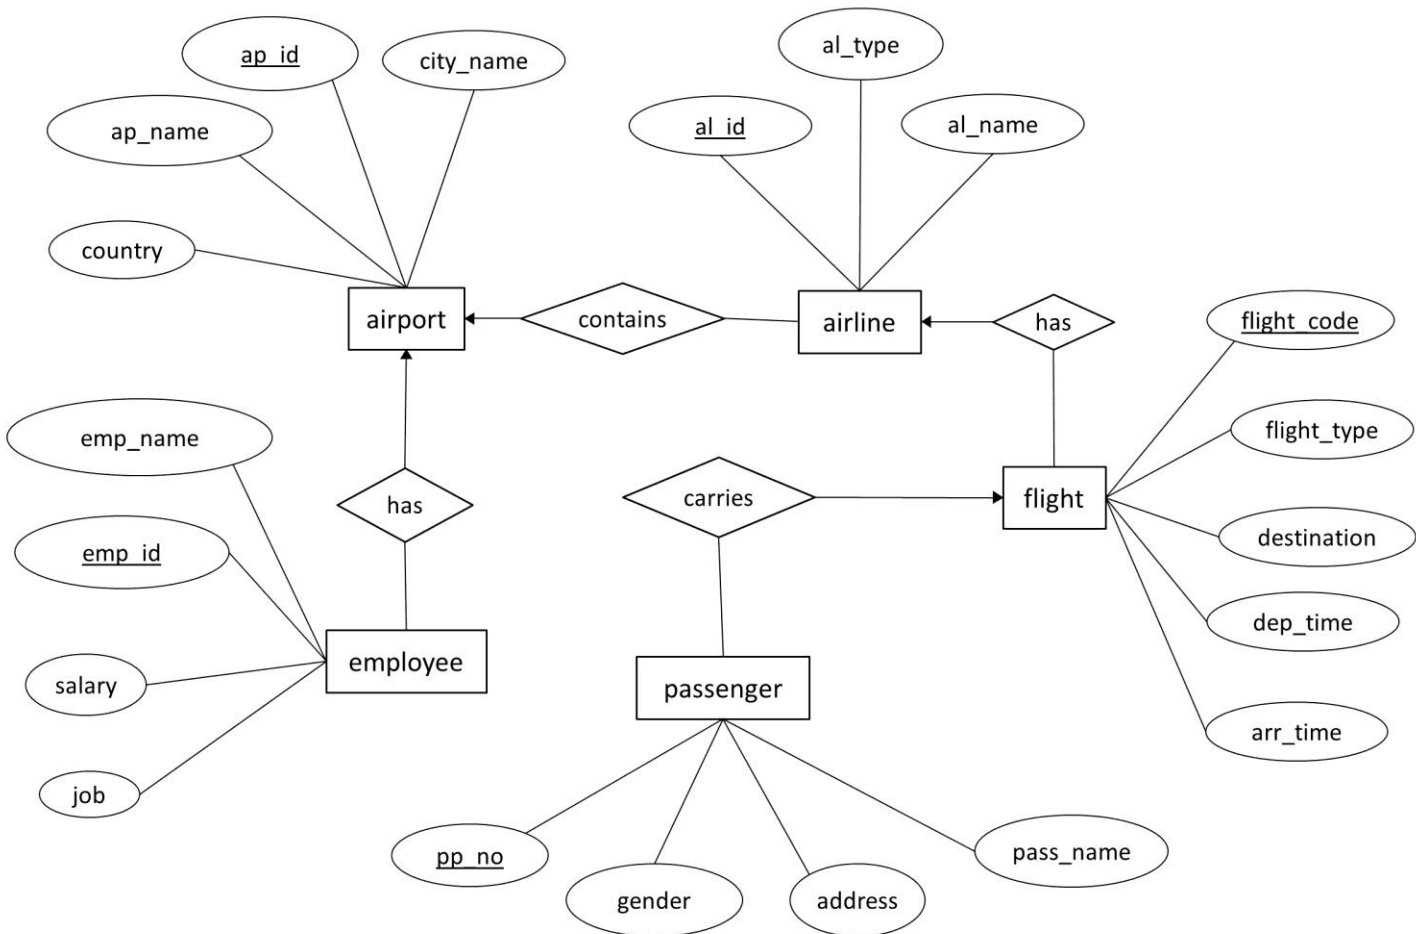 al_type
ap_id
city_name
al_id
al_name
ap_name
country
airport
contains
airline
has
flight_code
emp_name
flight_type
has
carries
flight
destination
emp_id
dep_time
employee
salary
passenger
arr_time
job
pp_no
gender
address
pass_name